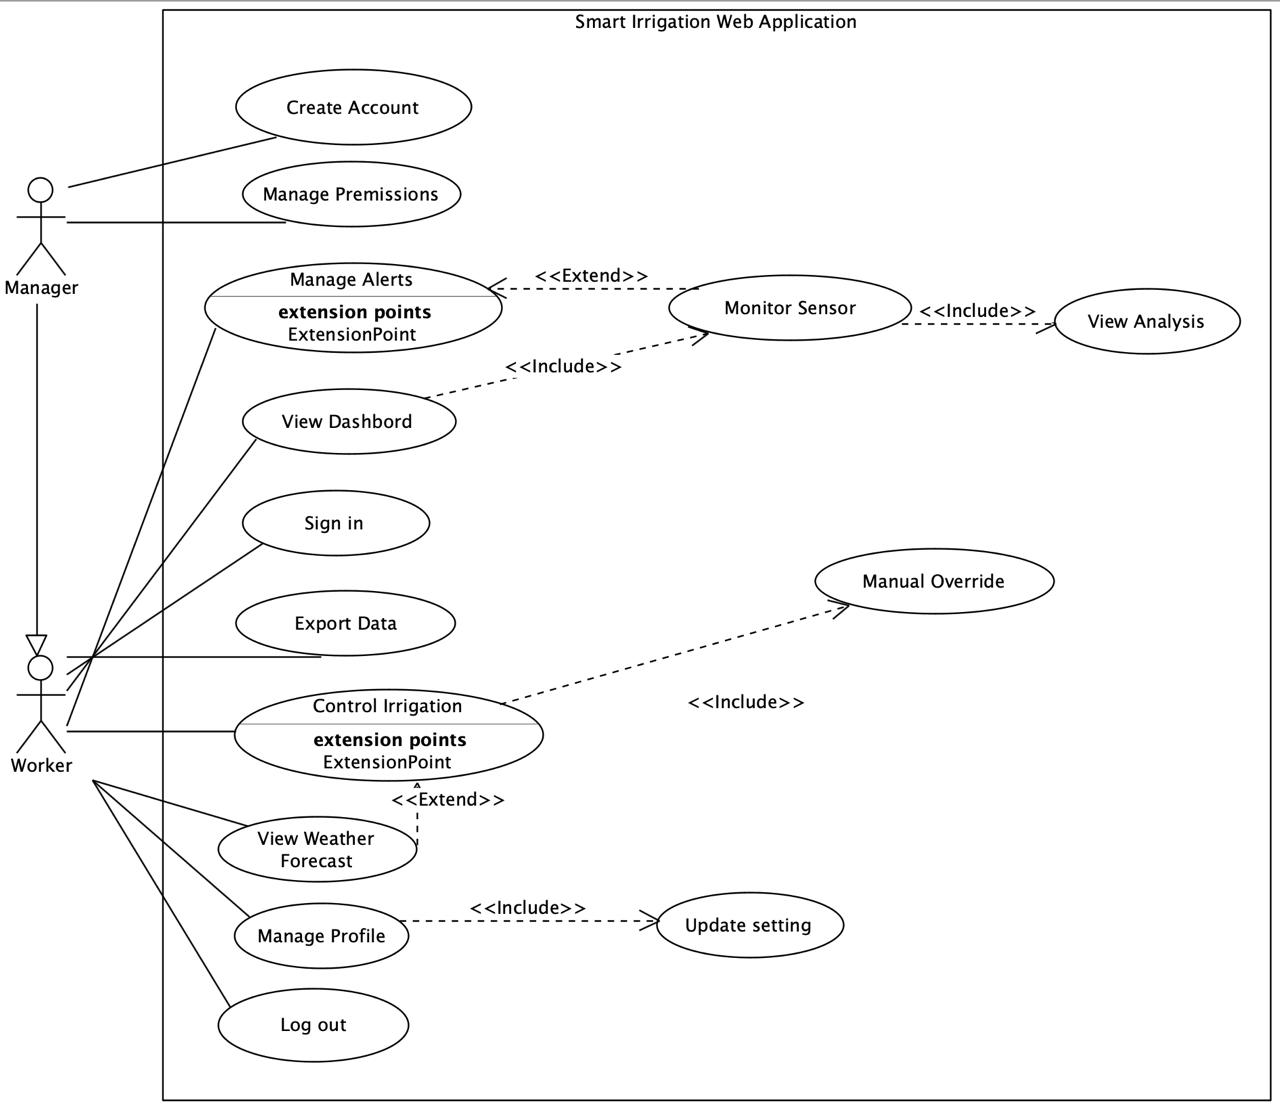 Smart Irrigation Web Application
Create Account
Manage Premissions
Manager
Manage Alerts
extension points
ExtensionPoint
<<Extend>>
Monitor Sensor
<<Include>>
View Analysis
<<Include>>
View Dashbord
Sign in
Manual Override
Export Data
<<Include>>
Control Irrigation
extension points
ExtensionPoint
Worker
<<Extend>>
View Weather
Forecast
Manage Profile
<<Include>>
Update setting
Log out